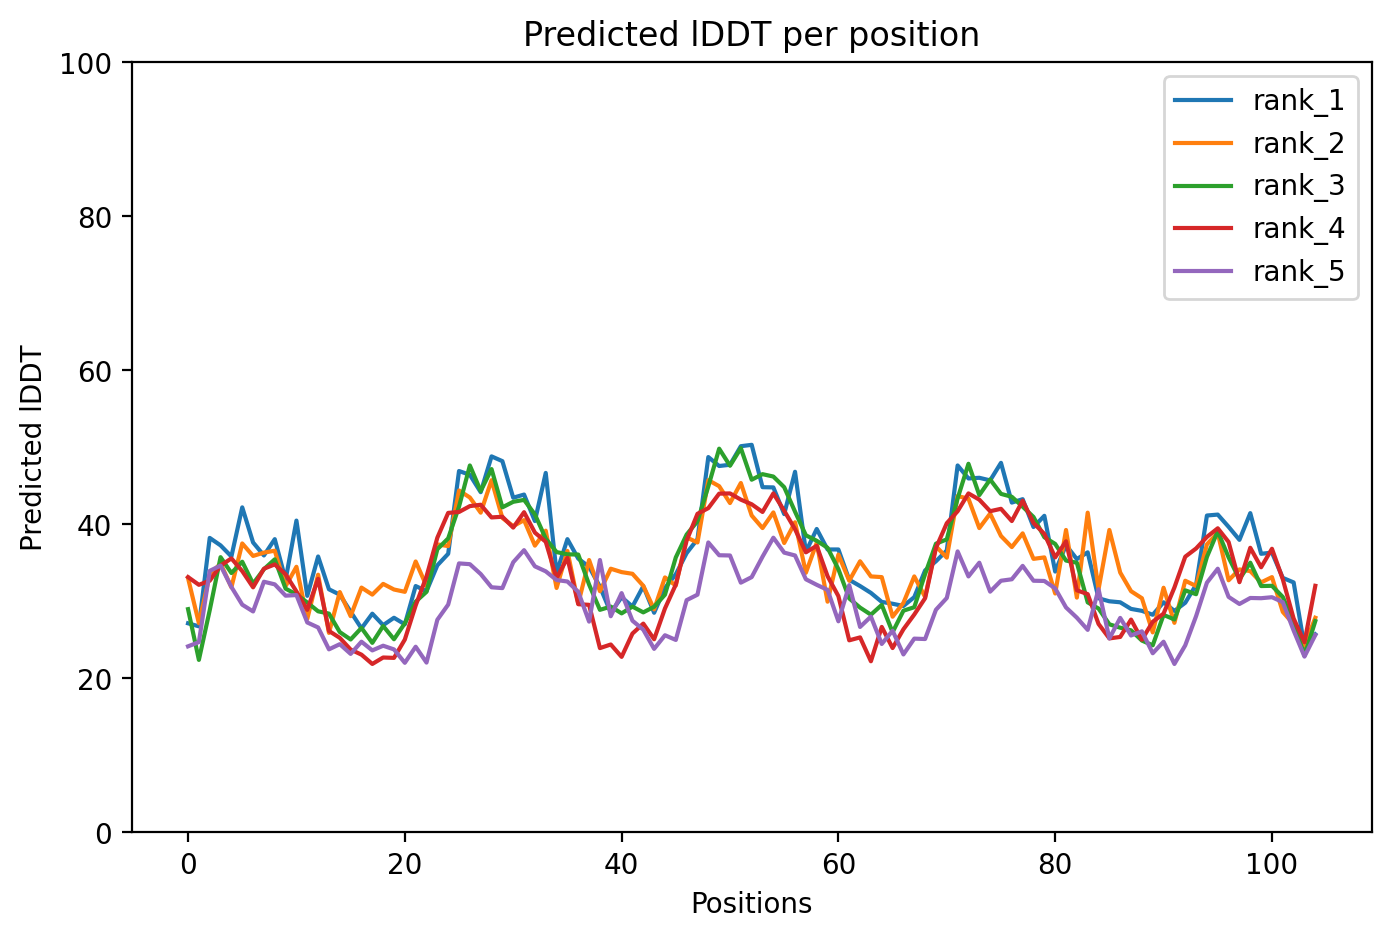 Predicted lDDT per position
100
80
60
40
20
0
Predicted lDDT
0 20 40 60 80 100
Positions
rank_1
rank_2
rank_3
rank_4
rank_5